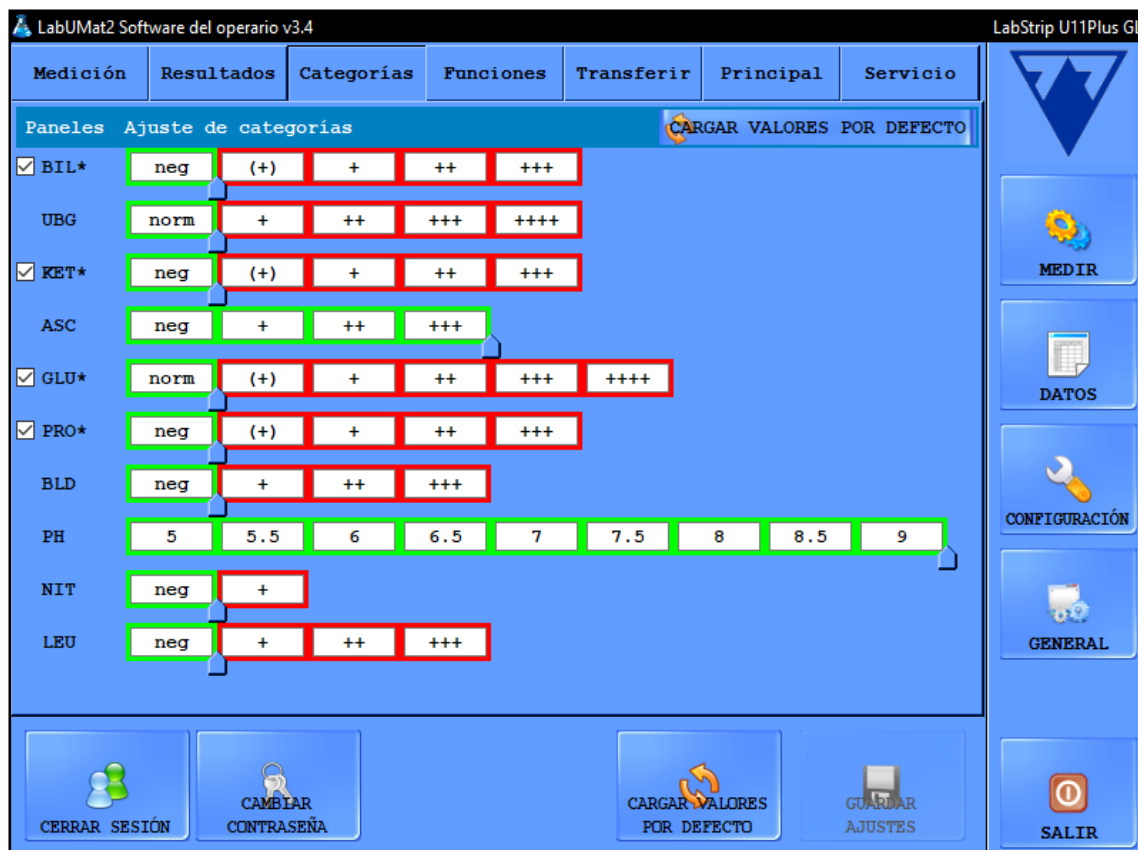 LabUMat2 Software del operario v3.4
LabStrip U11Plus GL
Medición Resultados Categorías Funciones Transferir Principal Servicio
Paneles Ajuste de categorías CARGAR VALORES POR DEFECTO
BIL* neg (+) + ++ +++
UBG norm + ++ +++ ++++
KET* neg (+) + ++ +++
ASC neg + ++ +++
GLU* norm (+) + ++ +++ ++++
PRO* neg (+) + ++ +++
BLD neg + ++ +++
PH 5 5.5 6 6.5 7 7.5 8 8.5 9
NIT neg +
LEU neg + ++ +++
MEDIR
DATOS
CONFIGURACIÓN
GENERAL
CERRAR SESIÓN
CAMBIAR
CONTRASEÑA
CARGAR VALORES
POR DEFECTO
GUARDAR
AJUSTES
SALIR